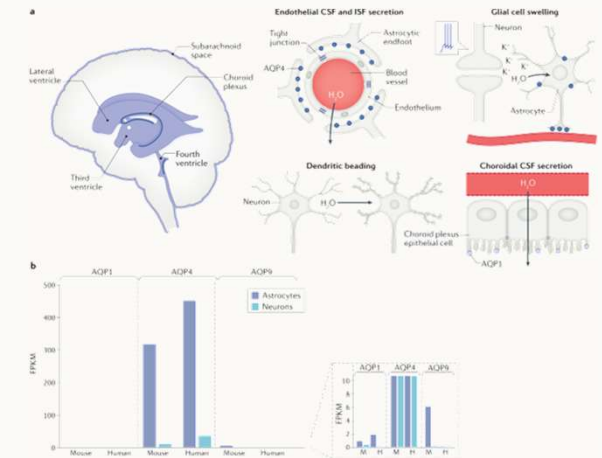 a
Subarachnoid
space
Lateral
ventricle
Choroid
plexus
Fourth
ventricle
Third
ventricle
Endothelial CSF and ISF secretion
Tight
junction
Astrocytic
endfoot
AQP4
Blood
vessel
H₂O
Endothelium
Glial cell swelling
Neuron
K⁺
K⁺
K⁺
H₂O
Astrocyte
Dendritic beading
Neuron
H₂O
Choroidal CSF secretion
H₂O
Choroid plexus
epithelial cell
AQP1
b
AQP1 AQP4 AQP9
500
400
300
200
100
0
FPKM
Astrocytes
Neurons
Mouse Human Mouse Human Mouse Human
AQP1 AQP4 AQP9
10
8
6
4
2
0
FPKM
M H M H M H